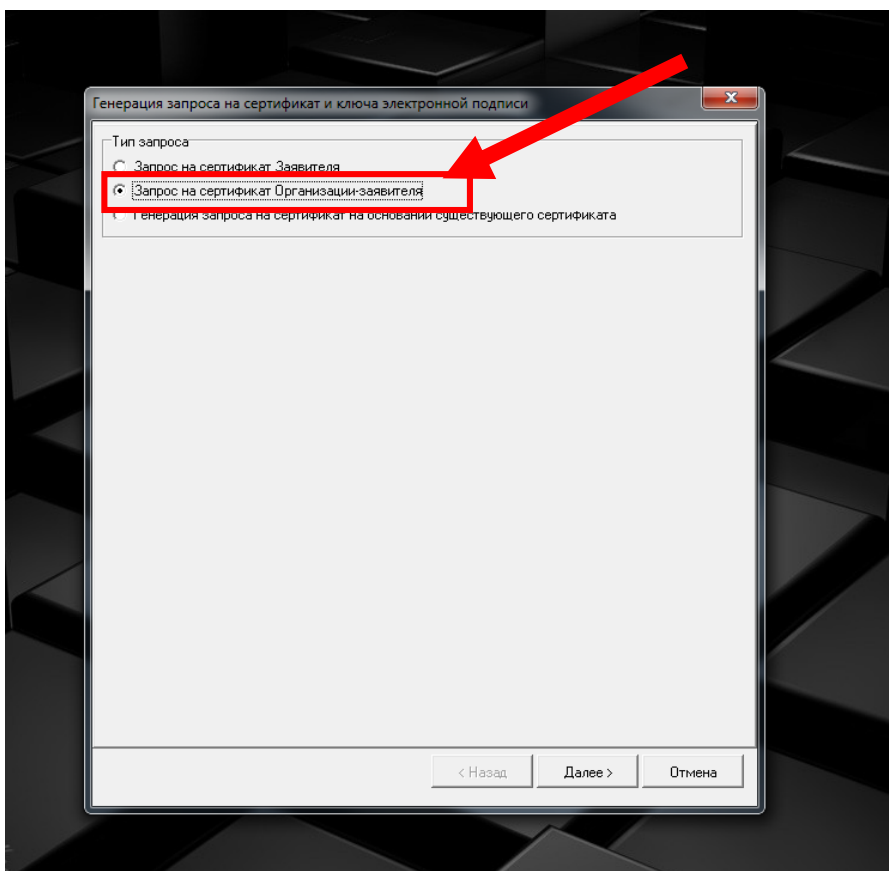 Генерация запроса на сертификат и ключа электронной подписи
Тип запроса
Запрос на сертификат Заявителя
Запрос на сертификат Организации-заявителя
Генерация запроса на сертификат на основании существующего сертификата
< Назад
Далее >
Отмена